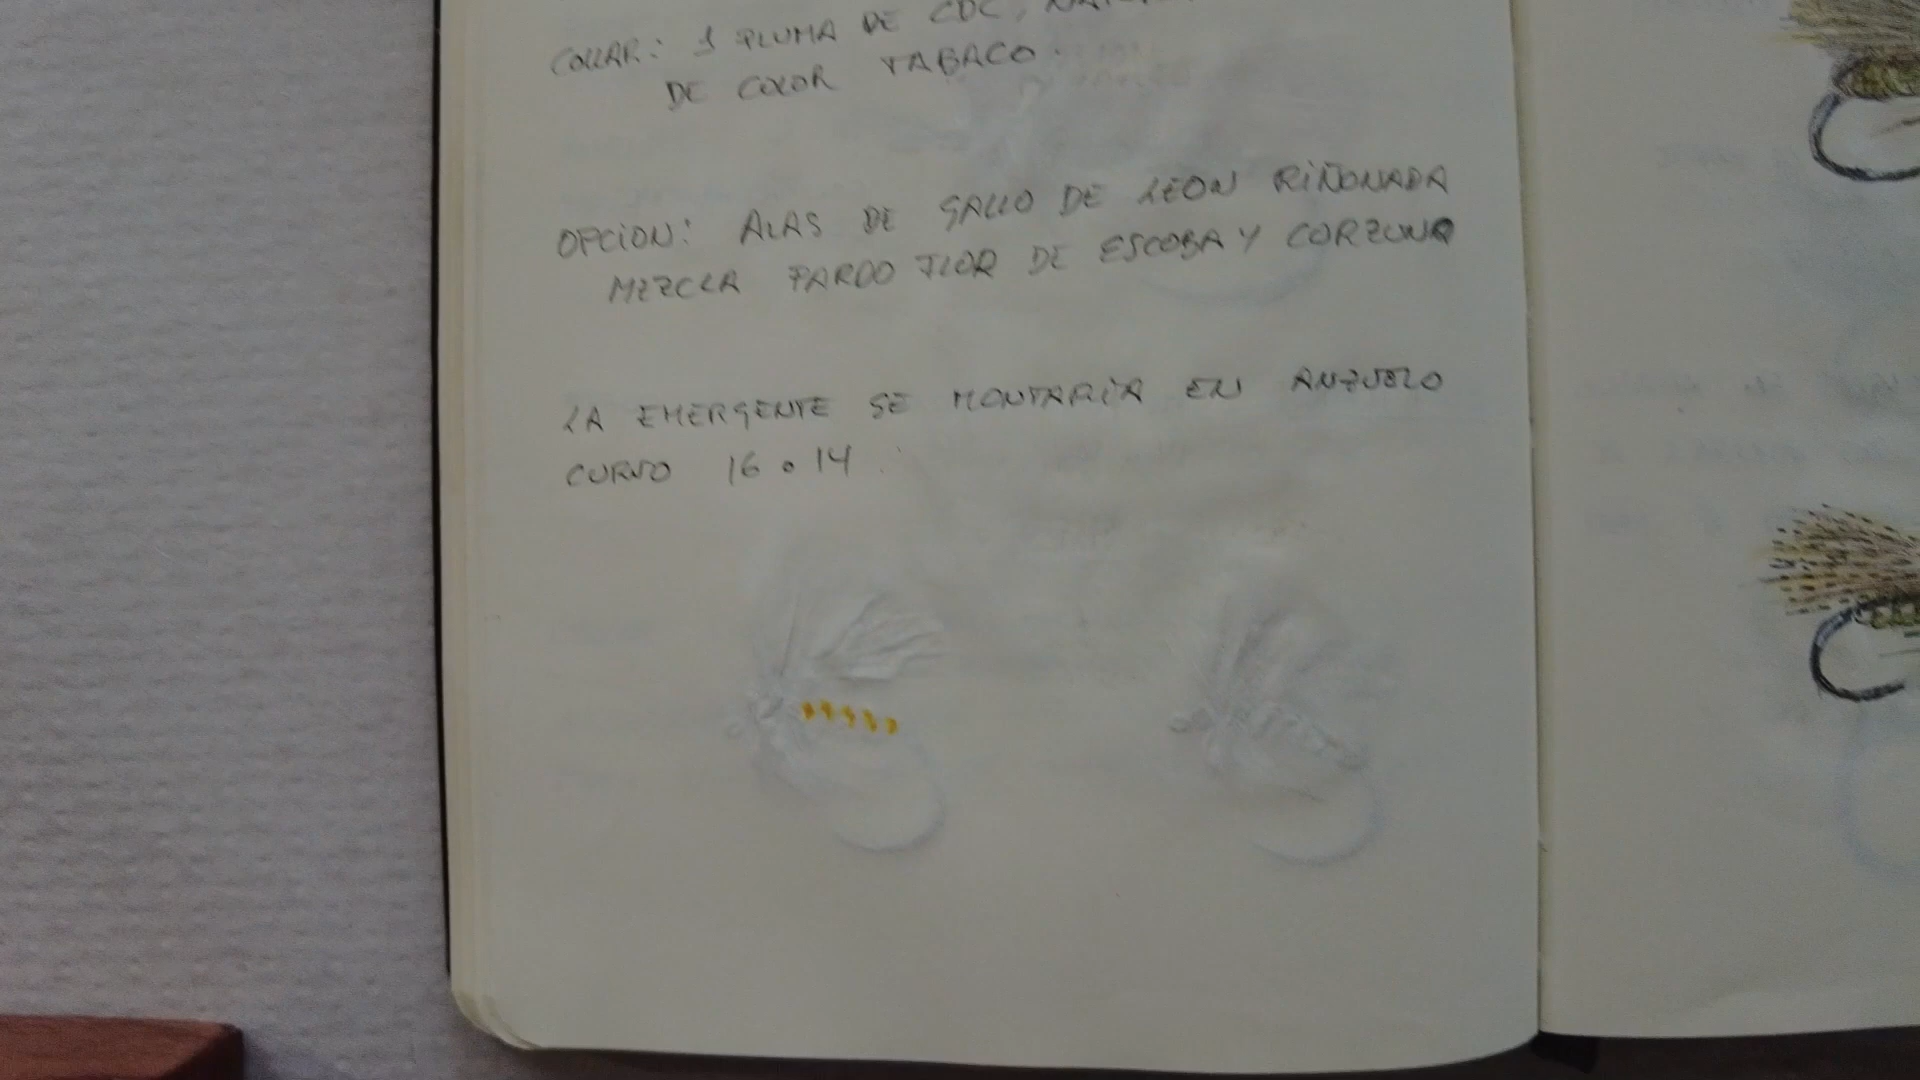 COLLAR: 1 PLUMA DE CDC,
DE COLOR TABACO.
OPCION: ALAS DE GALLO DE LEON RIÑONADA
MEZCLA PARDO FLOR DE ESCOBA Y CORZUNO
LA EMERGENTE SE MONTARIA EN ANZUELO
CURVO 16 o 14.